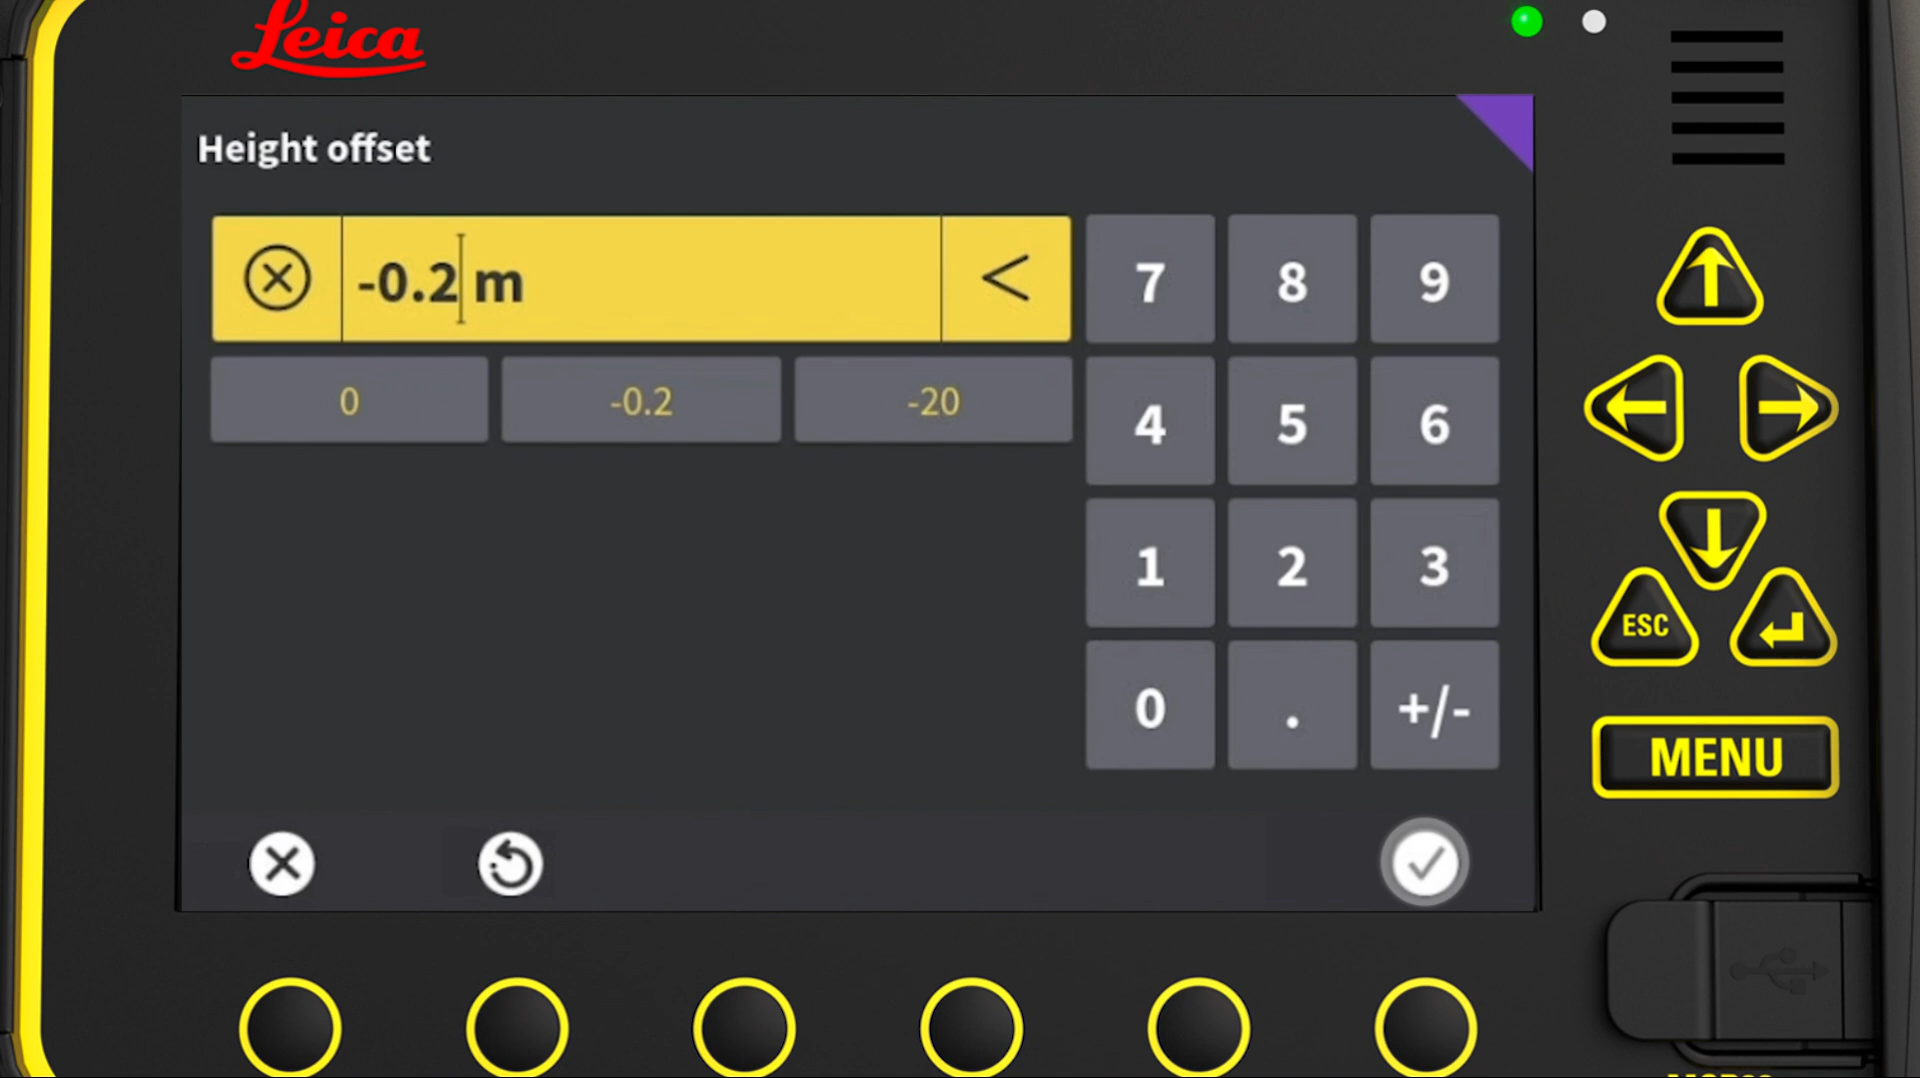 Leica
Height offset
-0.2 m <
0 -0.2 -20
7 8 9
4 5 6
1 2 3
0 . +/-
ESC
MENU